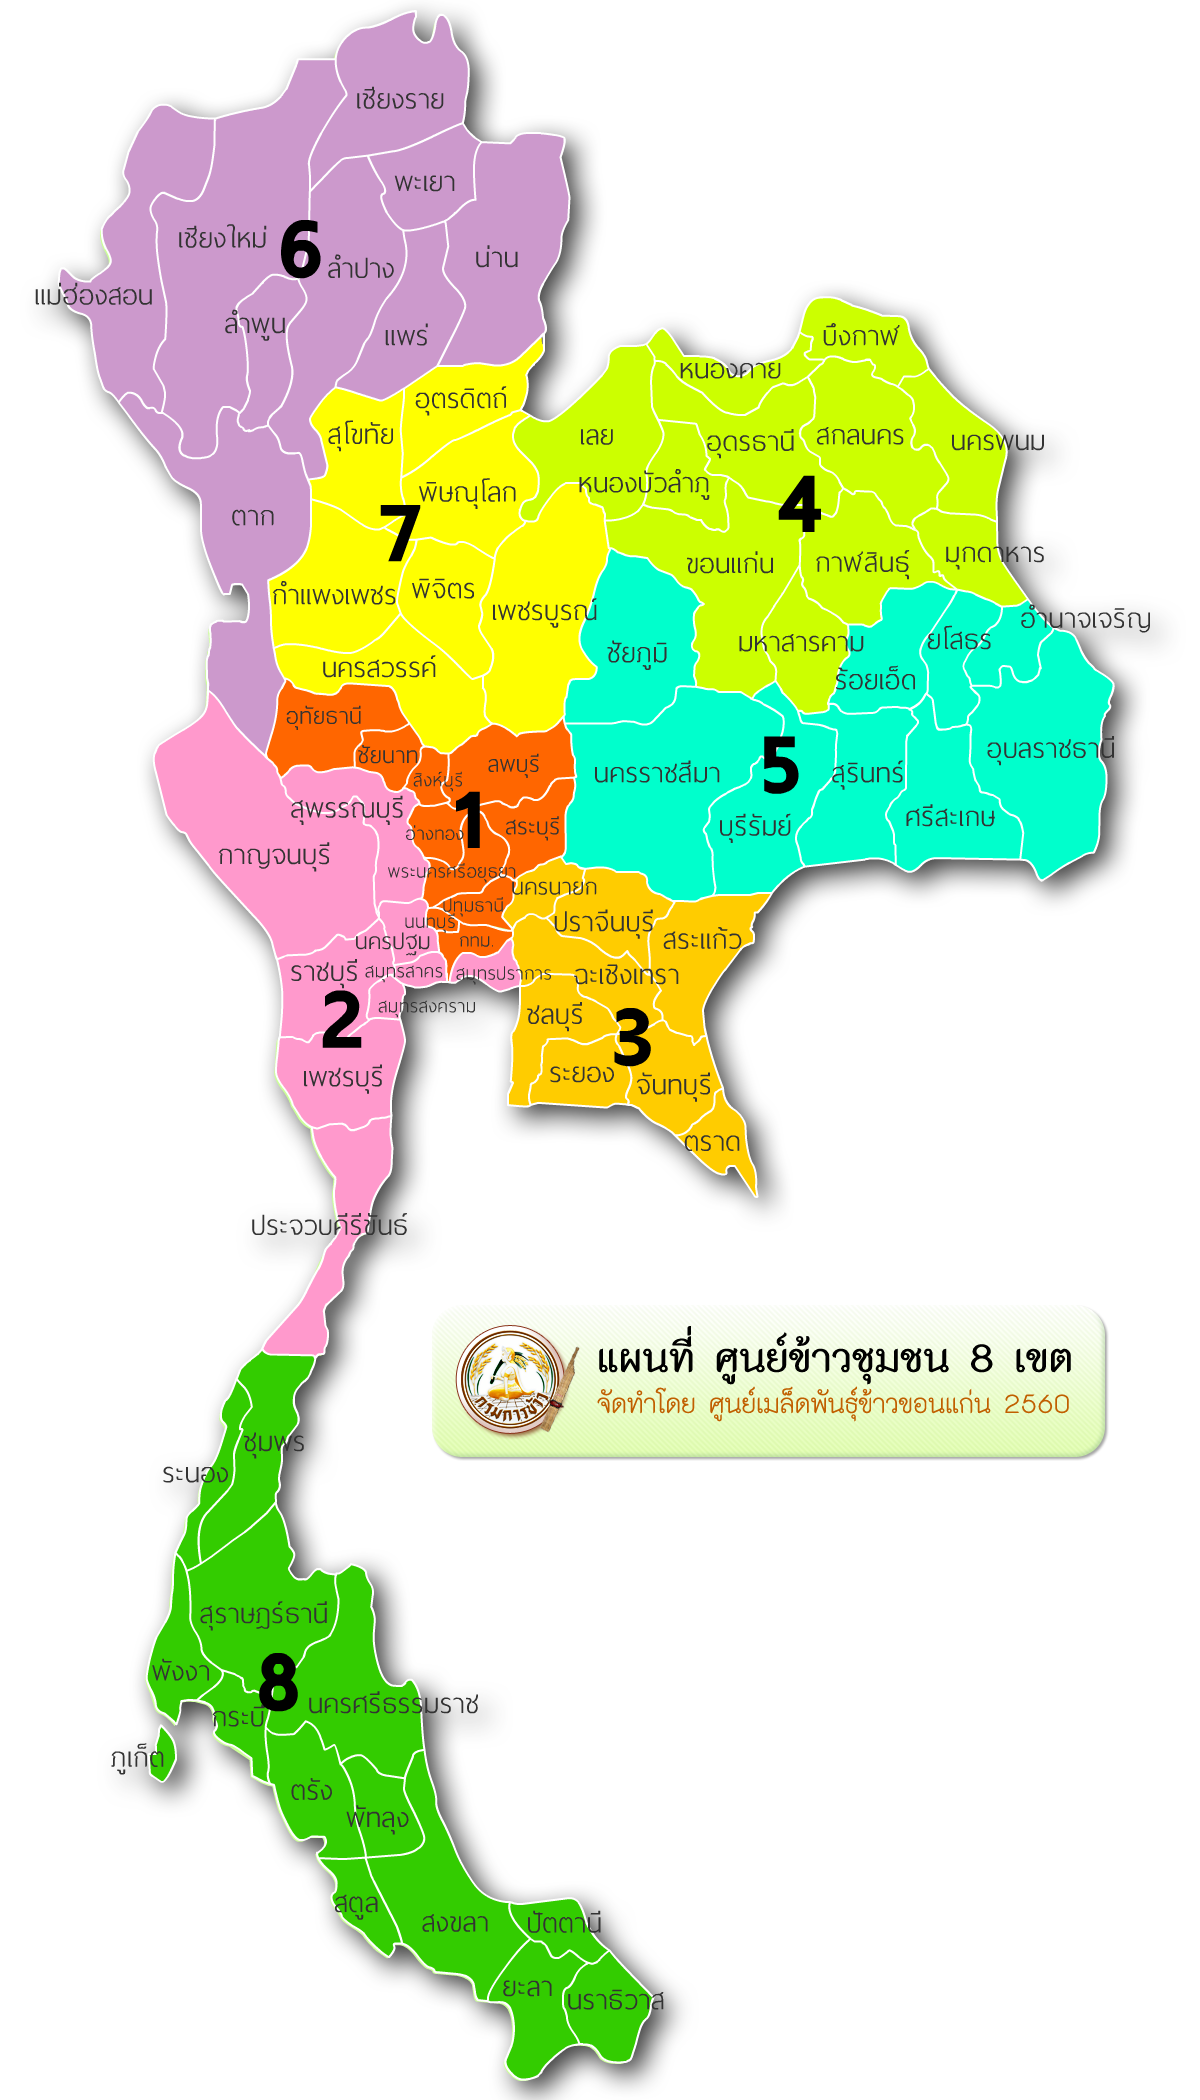 เชียงราย
พะเยา
เชียงใหม่
6
ลำปาง
น่าน
แม่ฮ่องสอน
ลำพูน
แพร่
ตาก
อุตรดิตถ์
สุโขทัย
พิษณุโลก
7
กำแพงเพชร
พิจิตร
เพชรบูรณ์
นครสวรรค์
บึงกาฬ
หนองคาย
เลย
อุดรธานี
สกลนคร
นครพนม
หนองบัวลำภู
4
ขอนแก่น
กาฬสินธุ์
มุกดาหาร
มหาสารคาม
อำนาจเจริญ
ยโสธร
ร้อยเอ็ด
ชัยภูมิ
นครราชสีมา
5
สุรินทร์
อุบลราชธานี
บุรีรัมย์
ศรีสะเกษ
อุทัยธานี
ชัยนาท
สิงห์บุรี
ลพบุรี
1
อ่างทอง
สระบุรี
พระนครศรีอยุธยา
ปทุมธานี
นนทบุรี
กทม.
สุพรรณบุรี
กาญจนบุรี
นครปฐม
ราชบุรี
สมุทรสาคร
สมุทรปราการ
สมุทรสงคราม
2
เพชรบุรี
ประจวบคีรีขันธ์
นครนายก
ปราจีนบุรี
สระแก้ว
ฉะเชิงเทรา
ชลบุรี
3
ระยอง
จันทบุรี
ตราด
กรมการข้าว
แผนที่ ศูนย์ข้าวชุมชน 8 เขต
จัดทำโดย ศูนย์เมล็ดพันธุ์ข้าวขอนแก่น 2560
ชุมพร
ระนอง
สุราษฎร์ธานี
พังงา
8
นครศรีธรรมราช
กระบี่
ภูเก็ต
ตรัง
พัทลุง
สตูล
สงขลา
ปัตตานี
ยะลา
นราธิวาส